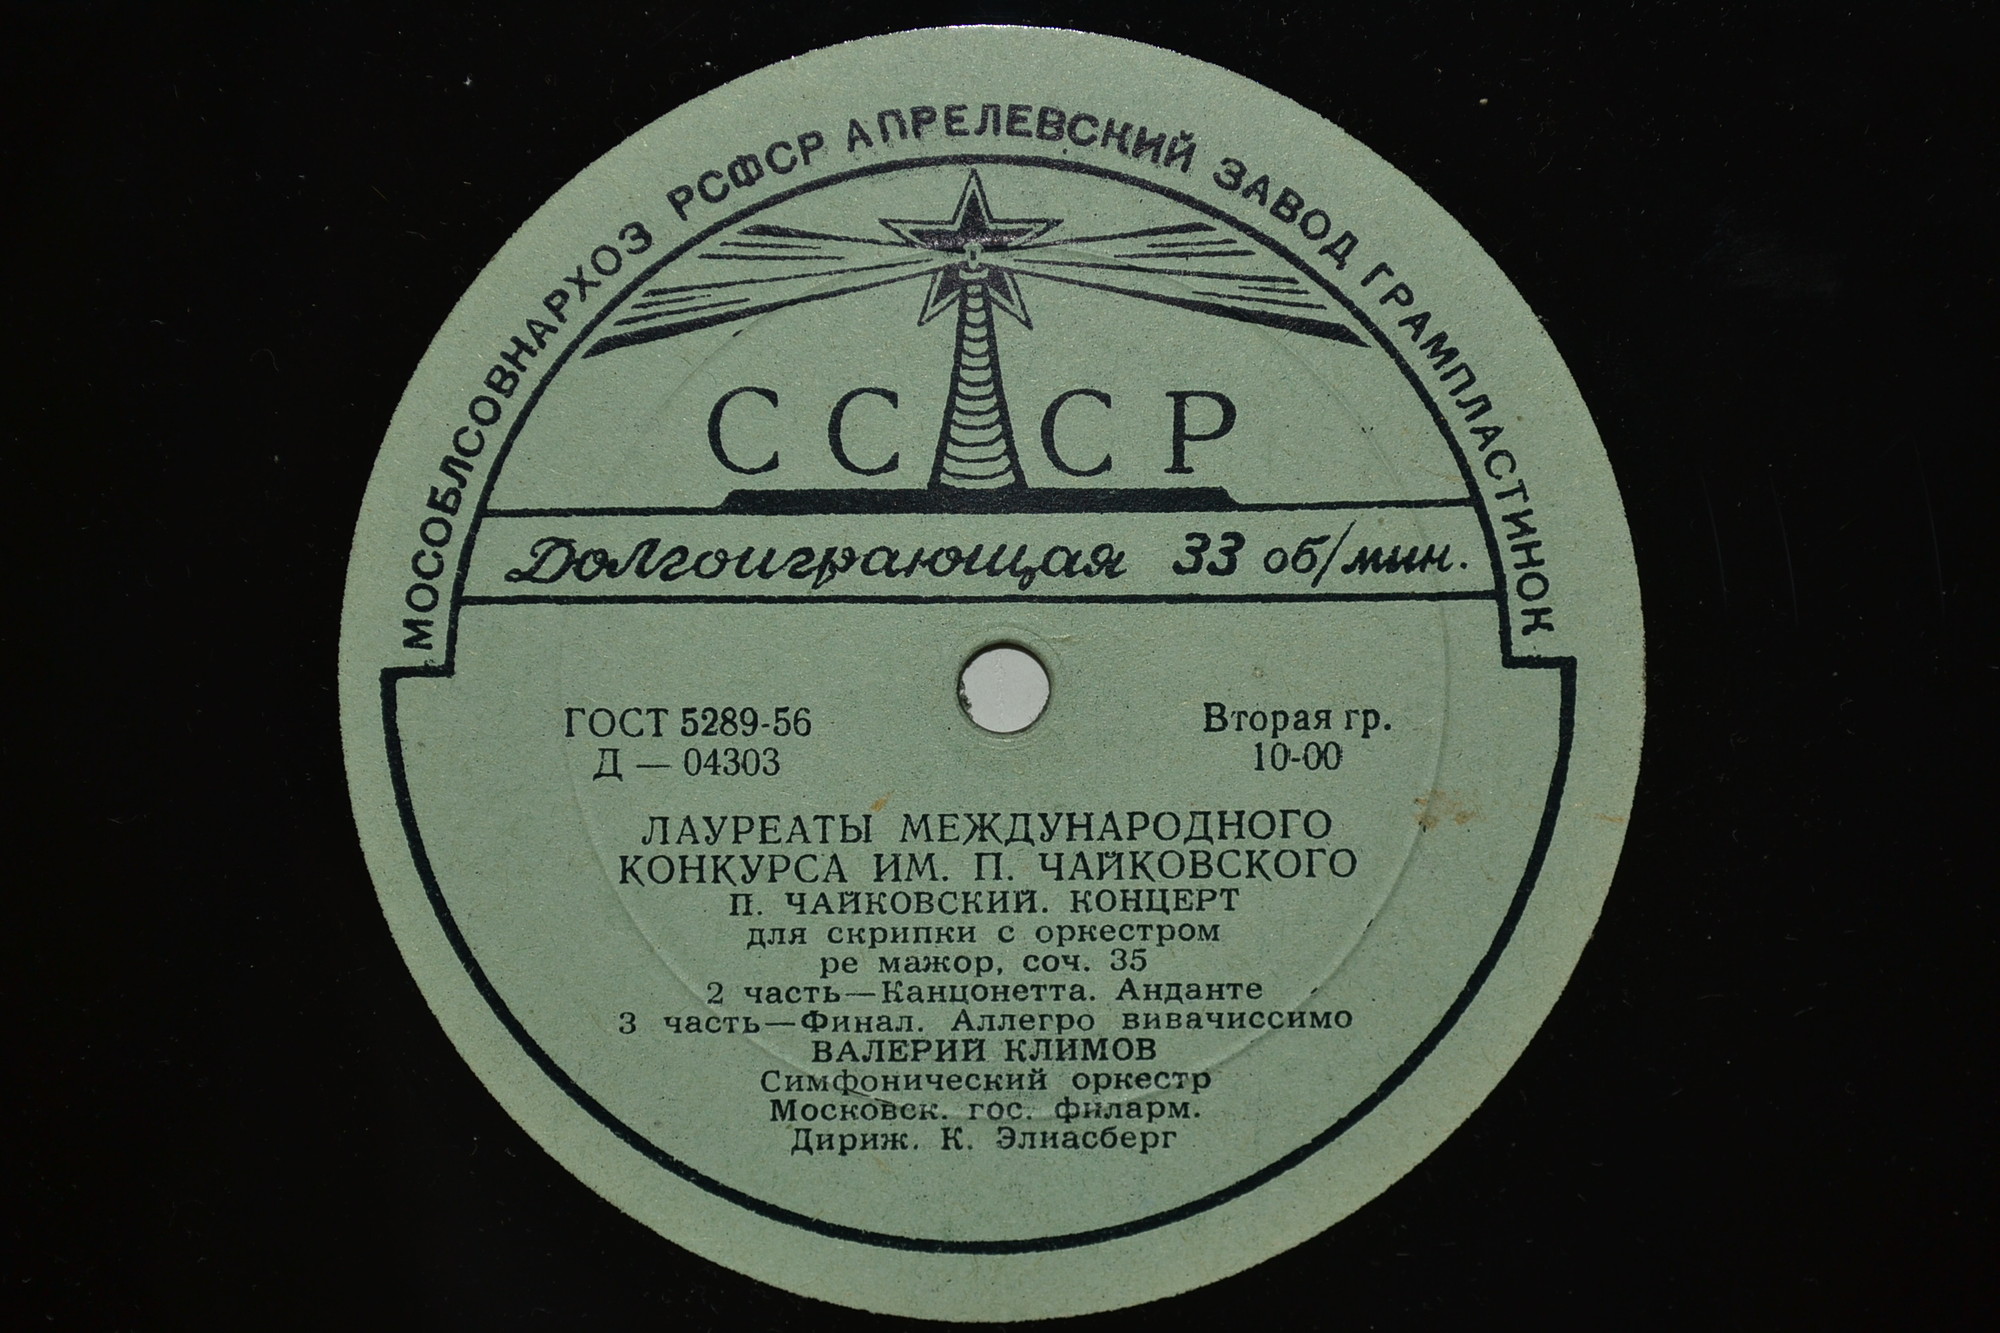 МОСОБЛСОВНАРХОЗ РСФСР АПРЕЛЕВСКИЙ ЗАВОД ГРАМПЛАСТИНОК
СССР
Долгоиграющая 33 об/мин.
ГОСТ 5289-56
Д — 04303
Вторая гр.
10-00
ЛАУРЕАТЫ МЕЖДУНАРОДНОГО
КОНКУРСА ИМ. П. ЧАЙКОВСКОГО
П. ЧАЙКОВСКИЙ. КОНЦЕРТ
для скрипки с оркестром
ре мажор, соч. 35
2 часть—Канцонетта. Анданте
3 часть—Финал. Аллегро вивачиссимо
ВАЛЕРИЙ КЛИМОВ
Симфонический оркестр
Московск. гос. филарм.
Дириж. К. Элиасберг